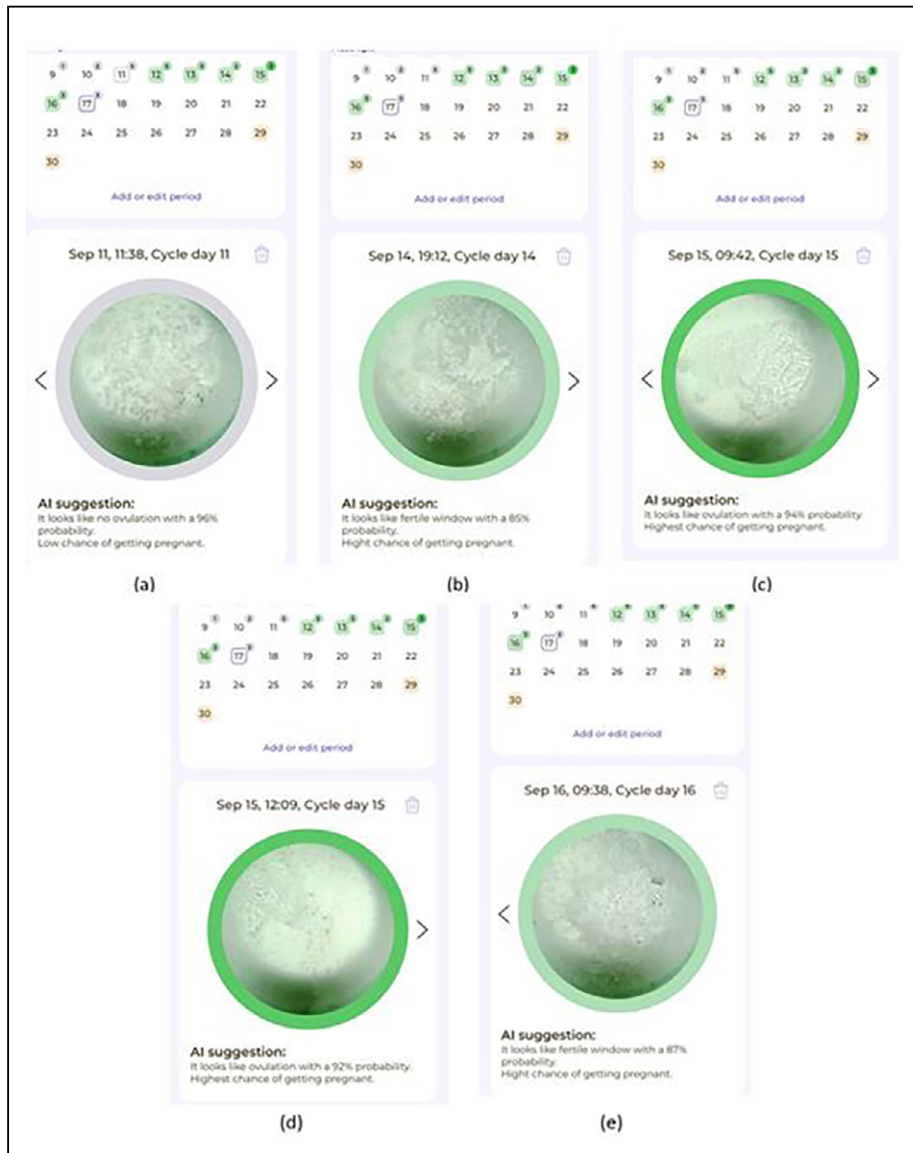 9 10 11 12 13 14 15
16 17 18 19 20 21 22
23 24 25 26 27 28 29
30
Add or edit period
Sep 11, 11:38, Cycle day 11
< >
AI suggestion:
It looks like no ovulation with a 96%
probability.
Low chance of getting pregnant.
(a)
9 10 11 12 13 14 15
16 17 18 19 20 21 22
23 24 25 26 27 28 29
30
Add or edit period
Sep 14, 19:12, Cycle day 14
>
AI suggestion:
It looks like fertile window with a 85%
probability.
Hight chance of getting pregnant.
(b)
9 10 11 12 13 14 15
16 17 18 19 20 21 22
23 24 25 26 27 28 29
30
Add or edit period
Sep 15, 09:42, Cycle day 15
< >
AI suggestion:
It looks like ovulation with a 94% probability.
Highest chance of getting pregnant.
(c)
9 10 11 12 13 14 15
16 17 18 19 20 21 22
23 24 25 26 27 28 29
30
Add or edit period
Sep 15, 12:09, Cycle day 15
>
AI suggestion:
It looks like ovulation with a 92% probability.
Highest chance of getting pregnant.
(d)
9 10 11 12 13 14 15
16 17 18 19 20 21 22
23 24 25 26 27 28 29
30
Add or edit period
Sep 16, 09:38, Cycle day 16
<
AI suggestion:
It looks like fertile window with a 87%
probability.
Hight chance of getting pregnant.
(e)